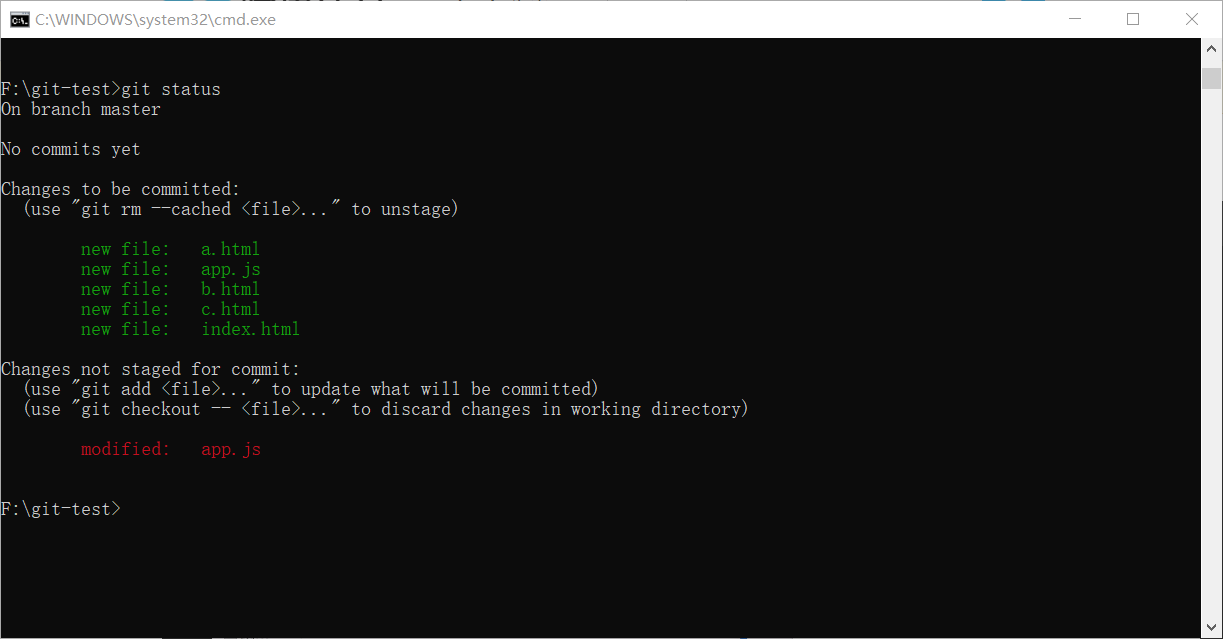 C:\WINDOWS\system32\cmd.exe
F:\git-test>git status
On branch master
No commits yet
Changes to be committed:
(use "git rm --cached <file>..." to unstage)
new file: a.html
new file: app.js
new file: b.html
new file: c.html
new file: index.html
Changes not staged for commit:
(use "git add <file>..." to update what will be committed)
(use "git checkout -- <file>..." to discard changes in working directory)
modified: app.js
F:\git-test>